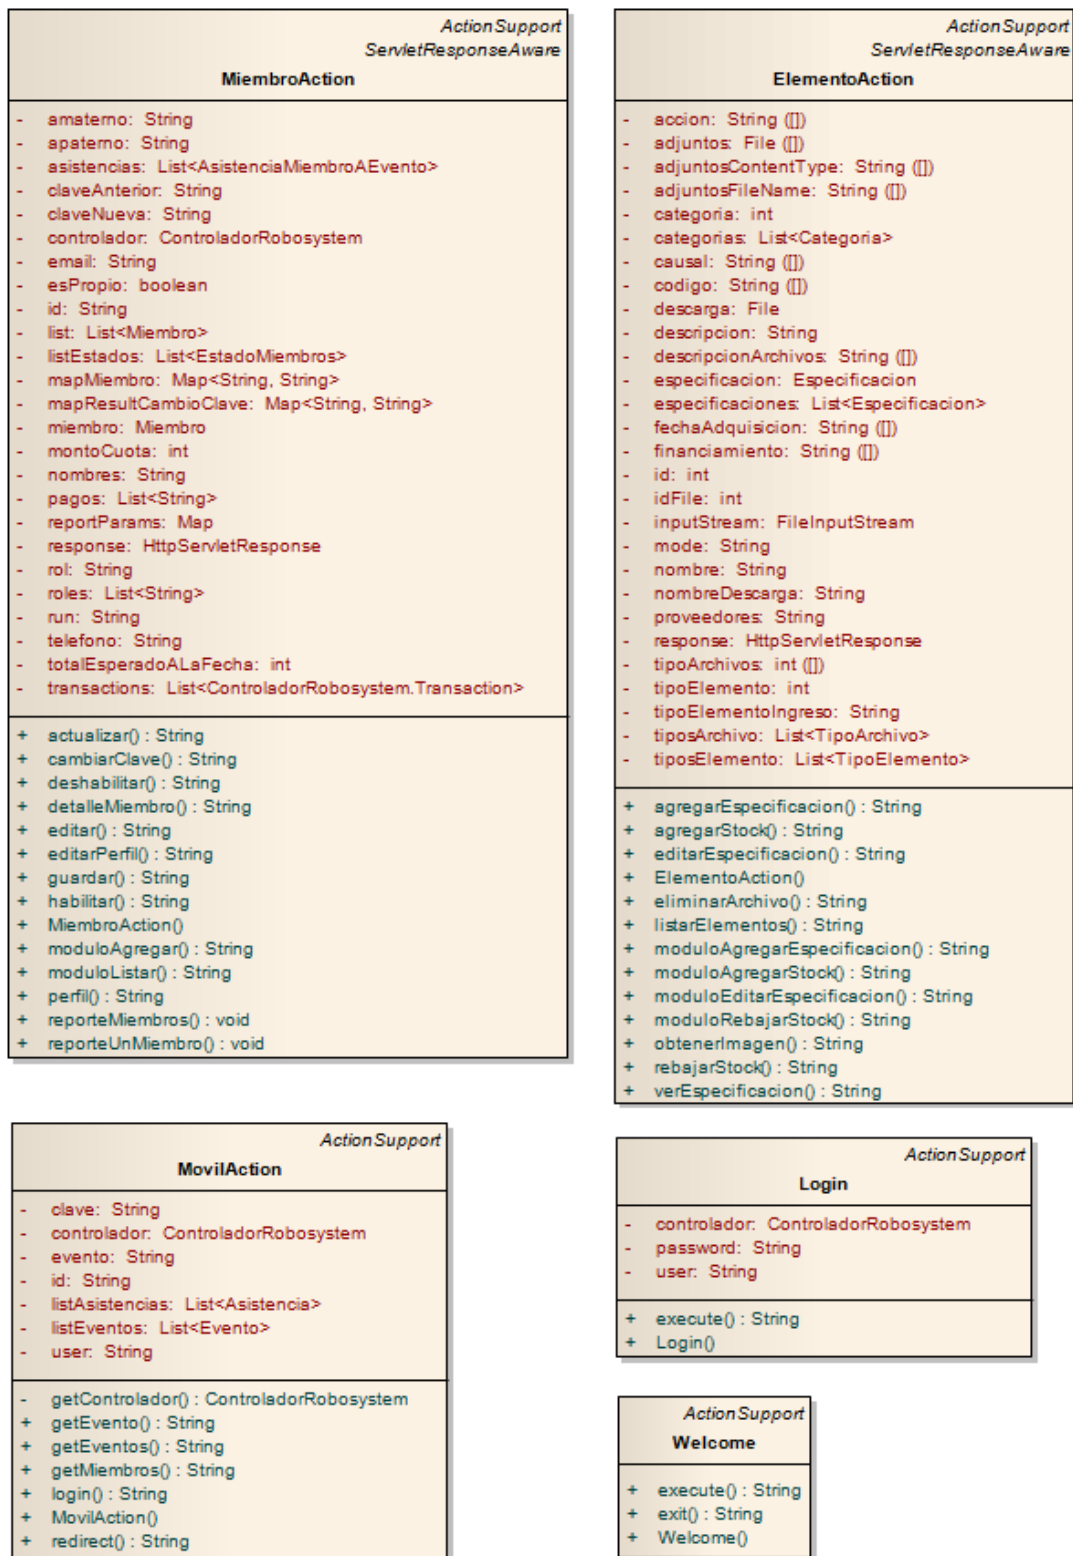 ActionSupport
ServletResponseAware
MiembroAction
- amaterno: String
- apaterno: String
- asistencias: List<AsistenciaMiembroAEvento>
- claveAnterior: String
- claveNueva: String
- controlador: ControladorRobosystem
- email: String
- esPropio: boolean
- id: String
- list: List<Miembro>
- listEstados: List<EstadoMiembros>
- mapMiembro: Map<String, String>
- mapResultCambioClave: Map<String, String>
- miembro: Miembro
- montoCuota: int
- nombres: String
- pagos: List<String>
- reportParams: Map
- response: HttpServletResponse
- rol: String
- roles: List<String>
- run: String
- telefono: String
- totalEsperadoALaFecha: int
- transactions: List<ControladorRobosystem.Transaction>
+ actualizar() : String
+ cambiarClave() : String
+ deshabilitar() : String
+ detalleMiembro() : String
+ editar() : String
+ editarPerfil() : String
+ guardar() : String
+ habilitar() : String
+ MiembroAction()
+ moduloAgregar() : String
+ moduloListar() : String
+ perfil() : String
+ reporteMiembros() : void
+ reporteUnMiembro() : void
ActionSupport
ServletResponseAware
ElementoAction
- accion: String ([])
- adjuntos: File ([])
- adjuntosContentType: String ([])
- adjuntosFileName: String ([])
- categoria: int
- categorias: List<Categoria>
- causal: String ([])
- codigo: String ([])
- descarga: File
- descripcion: String
- descripcionArchivos: String ([])
- especificacion: Especificacion
- especificaciones: List<Especificacion>
- fechaAdquisicion: String ([])
- financiamiento: String ([])
- id: int
- idFile: int
- inputStream: FileInputStream
- mode: String
- nombre: String
- nombreDescarga: String
- proveedores: String
- response: HttpServletResponse
- tipoArchivos: int ([])
- tipoElemento: int
- tipoElementoIngreso: String
- tiposArchivo: List<TipoArchivo>
- tiposElemento: List<TipoElemento>
+ agregarEspecificacion() : String
+ agregarStock() : String
+ editarEspecificacion() : String
+ ElementoAction()
+ eliminarArchivo() : String
+ listarElementos() : String
+ moduloAgregarEspecificacion() : String
+ moduloAgregarStock() : String
+ moduloEditarEspecificacion() : String
+ moduloRebajarStock() : String
+ obtenerImagen() : String
+ rebajarStock() : String
+ verEspecificacion() : String
ActionSupport
MovilAction
- clave: String
- controlador: ControladorRobosystem
- evento: String
- id: String
- listAsistencias: List<Asistencia>
- listEventos: List<Evento>
- user: String
- getControlador() : ControladorRobosystem
+ getEvento() : String
+ getEventos() : String
+ getMiembros() : String
+ login() : String
+ MovilAction()
+ redirect() : String
ActionSupport
Login
- controlador: ControladorRobosystem
- password: String
- user: String
+ execute() : String
+ Login()
ActionSupport
Welcome
+ execute() : String
+ exit() : String
+ Welcome()